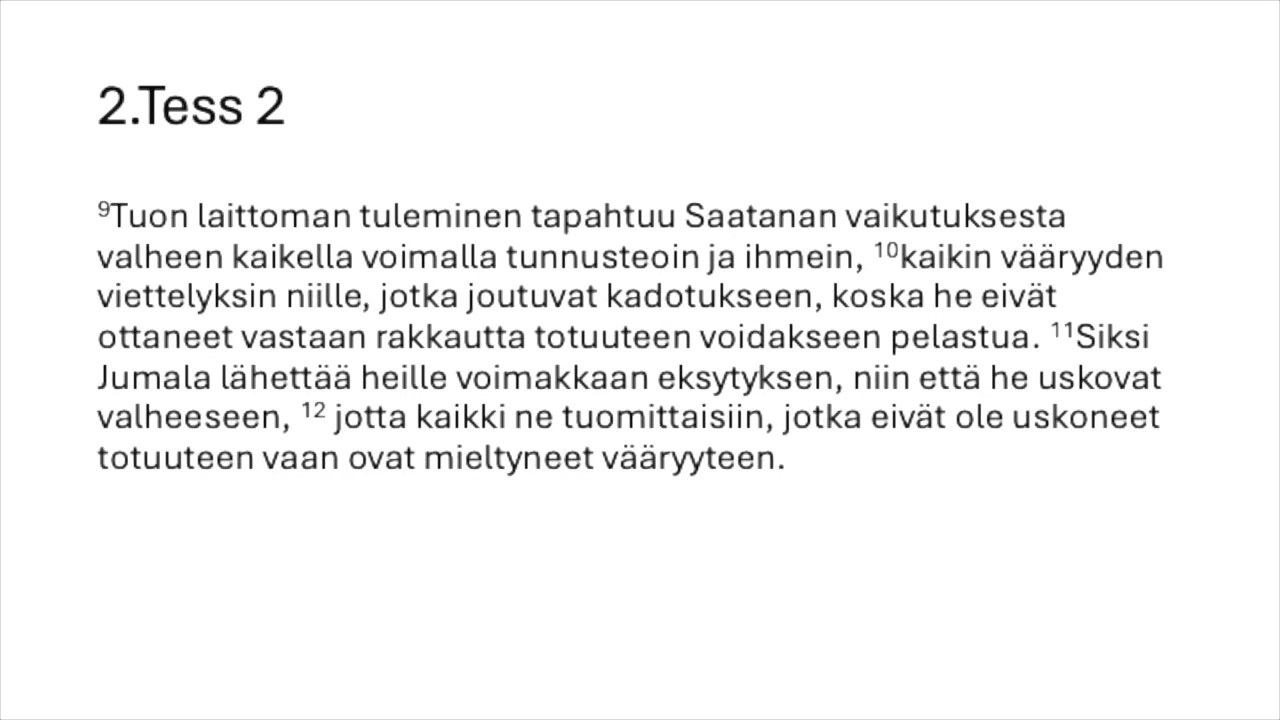 2.Tess 2
⁹Tuon laittoman tuleminen tapahtuu Saatanan vaikutuksesta
valheen kaikella voimalla tunnusteoin ja ihmein, ¹⁰kaikin vääryyden
viettelyksin niille, jotka joutuvat kadotukseen, koska he eivät
ottaneet vastaan rakkautta totuuteen voidakseen pelastua. ¹¹Siksi
Jumala lähettää heille voimakkaan eksytyksen, niin että he uskovat
valheeseen, ¹² jotta kaikki ne tuomittaisiin, jotka eivät ole uskoneet
totuuteen vaan ovat mieltyneet vääryyteen.